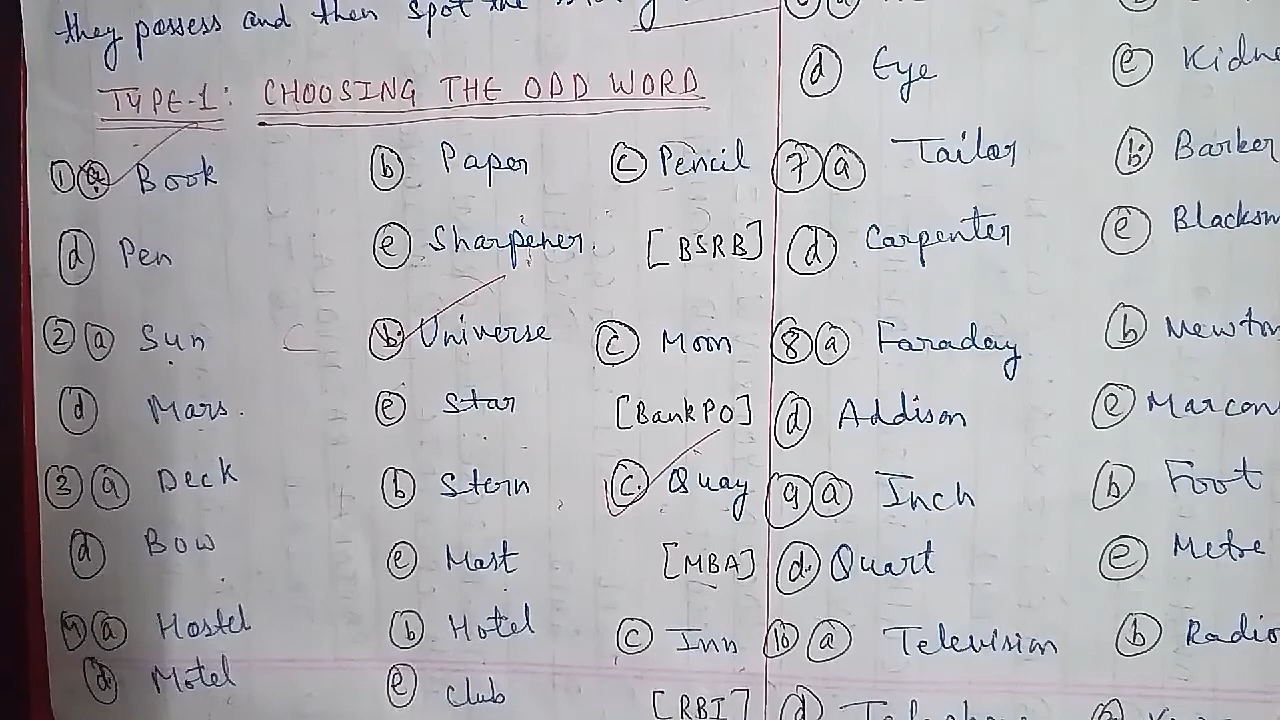 they possess and then spot the
TYPE-1: CHOOSING THE ODD WORD
① ⓐ Book ⓑ Paper ⓒ Pencil
ⓓ Pen ⓔ Sharpener. [BSRB]
② ⓐ Sun ⓑ Universe ⓒ Moon
ⓓ Mars. ⓔ Star [Bank PO]
③ ⓐ Deck ⓑ Stern ⓒ Quay
ⓓ Bow ⓔ Mast [MBA]
④ ⓐ Hostel ⓑ Hotel ⓒ Inn
ⓓ Motel ⓔ Club [RBI]
ⓓ Eye ⓔ Kidne
⑦ ⓐ Tailor ⓑ Barker
ⓓ Carpenter ⓔ Blacksm
⑧ ⓐ Faraday ⓑ Newton
ⓓ Addison ⓔ Marcon
⑨ ⓐ Inch ⓑ Foot
ⓓ Quart ⓔ Metre
⑩ ⓐ Television ⓑ Radio
ⓓ